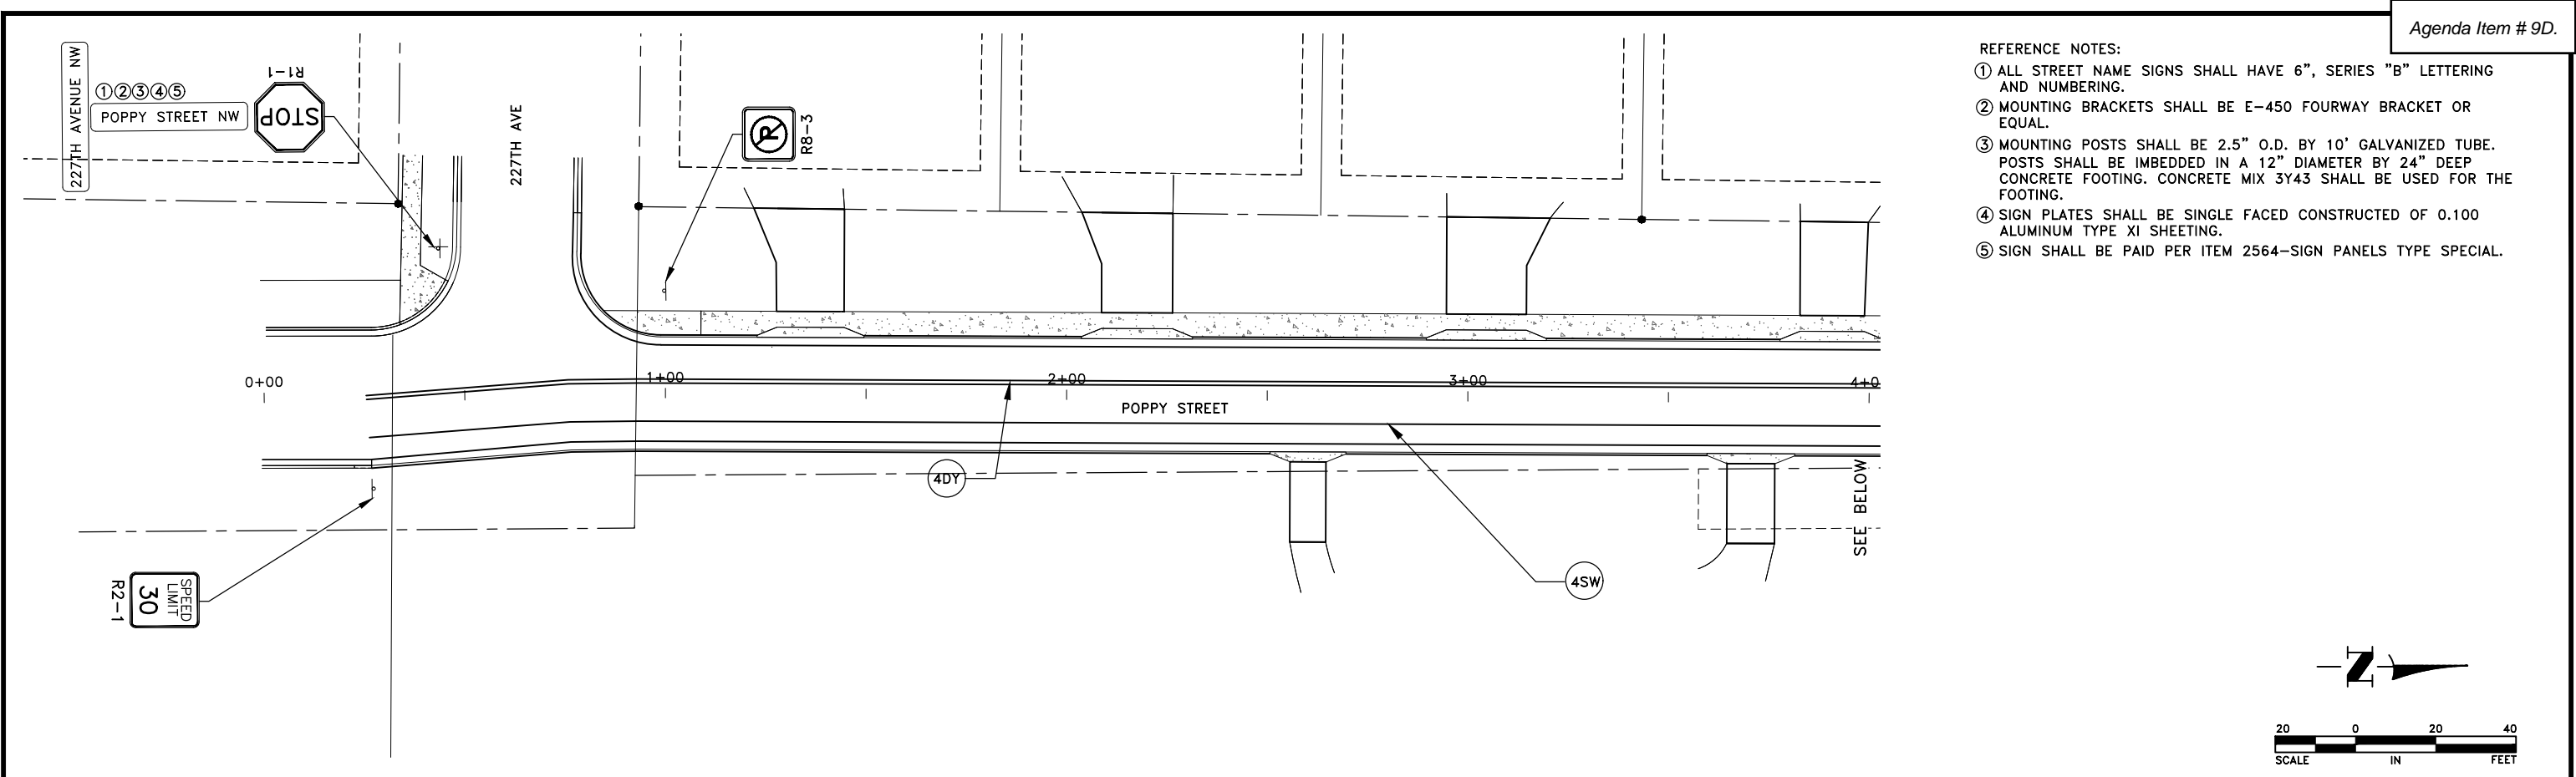 Agenda Item # 9D.
REFERENCE NOTES:
① ALL STREET NAME SIGNS SHALL HAVE 6", SERIES "B" LETTERING
AND NUMBERING.
② MOUNTING BRACKETS SHALL BE E-450 FOURWAY BRACKET OR
EQUAL.
③ MOUNTING POSTS SHALL BE 2.5" O.D. BY 10' GALVANIZED TUBE.
POSTS SHALL BE IMBEDDED IN A 12" DIAMETER BY 24" DEEP
CONCRETE FOOTING. CONCRETE MIX 3Y43 SHALL BE USED FOR THE
FOOTING.
④ SIGN PLATES SHALL BE SINGLE FACED CONSTRUCTED OF 0.100
ALUMINUM TYPE XI SHEETING.
⑤ SIGN SHALL BE PAID PER ITEM 2564-SIGN PANELS TYPE SPECIAL.
227TH AVENUE NW
①②③④⑤
POPPY STREET NW
R1-1
STOP
227TH AVE
P
R8-3
0+00
1+00
2+00
3+00
4+0
POPPY STREET
4DY
4SW
SEE BELOW
SPEED
LIMIT
30
R2-1
N
20 0 20 40
SCALE IN FEET